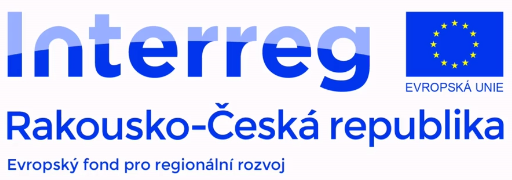 Interreg
EVROPSKÁ UNIE
Rakousko-Česká republika
Evropský fond pro regionální rozvoj